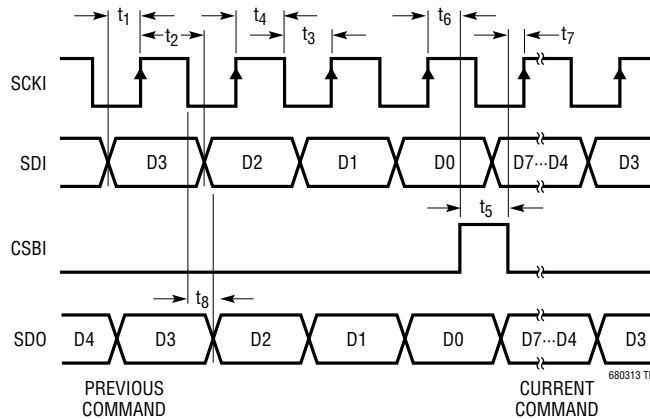 t1 t2 t4 t3 t6 t7
SCKI
SDI D3 D2 D1 D0 D7···D4 D3
t5
CSBI
t8
SDO D4 D3 D2 D1 D0 D7···D4 D3
680313
PREVIOUS CURRENT
COMMAND COMMAND